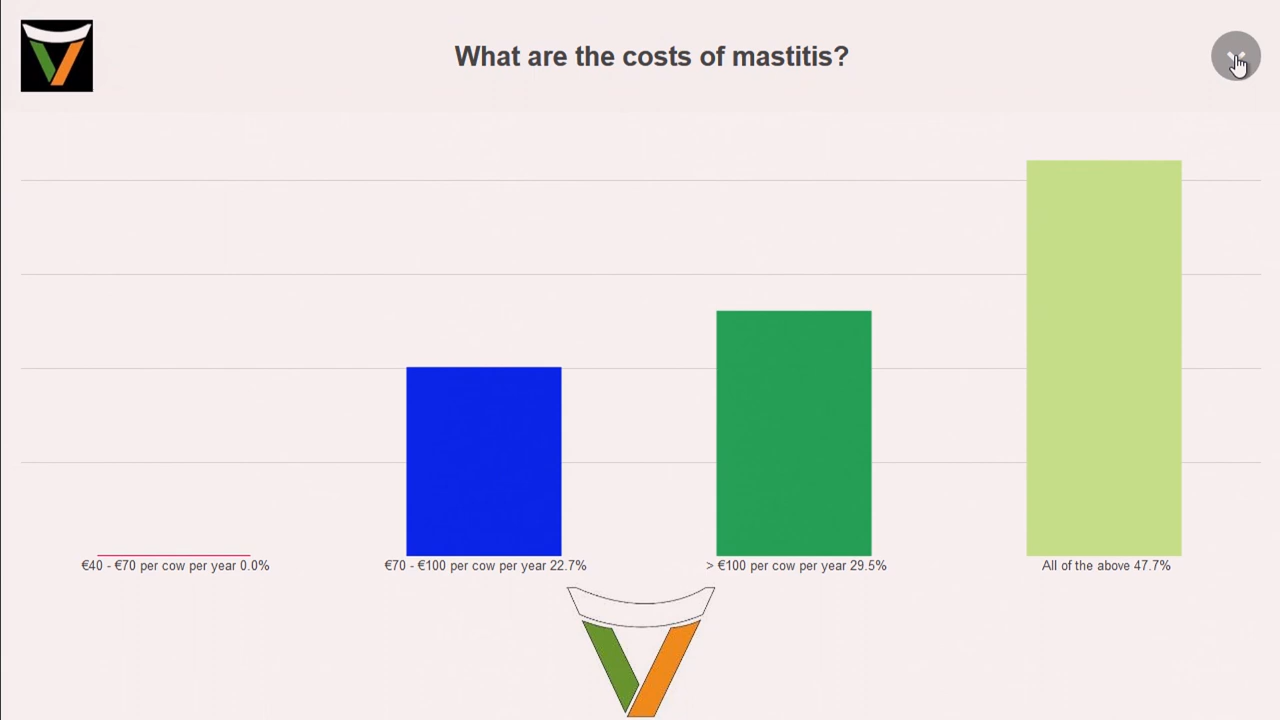 What are the costs of mastitis?
€40 - €70 per cow per year 0.0%
€70 - €100 per cow per year 22.7%
> €100 per cow per year 29.5%
All of the above 47.7%